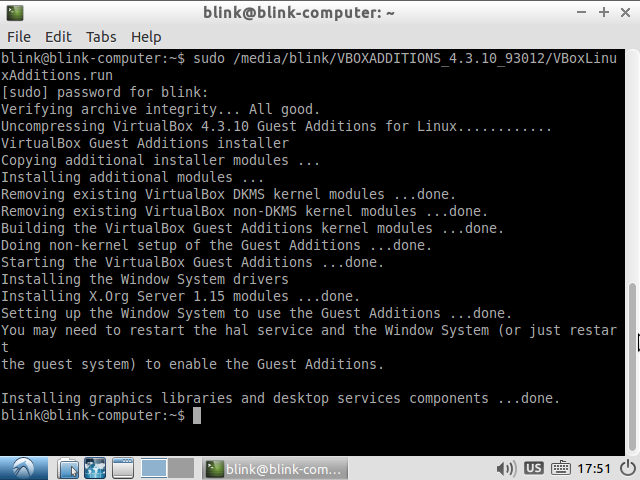 blink@blink-computer: ~
File Edit Tabs Help
blink@blink-computer:~$ sudo /media/blink/VBOXADDITIONS_4.3.10_93012/VBoxLinu
xAdditions.run
[sudo] password for blink:
Verifying archive integrity... All good.
Uncompressing VirtualBox 4.3.10 Guest Additions for Linux............
VirtualBox Guest Additions installer
Copying additional installer modules ...
Installing additional modules ...
Removing existing VirtualBox DKMS kernel modules ...done.
Removing existing VirtualBox non-DKMS kernel modules ...done.
Building the VirtualBox Guest Additions kernel modules ...done.
Doing non-kernel setup of the Guest Additions ...done.
Starting the VirtualBox Guest Additions ...done.
Installing the Window System drivers
Installing X.Org Server 1.15 modules ...done.
Setting up the Window System to use the Guest Additions ...done.
You may need to restart the hal service and the Window System (or just restar
t
the guest system) to enable the Guest Additions.
Installing graphics libraries and desktop services components ...done.
blink@blink-computer:~$
blink@blink-com... US 17:51